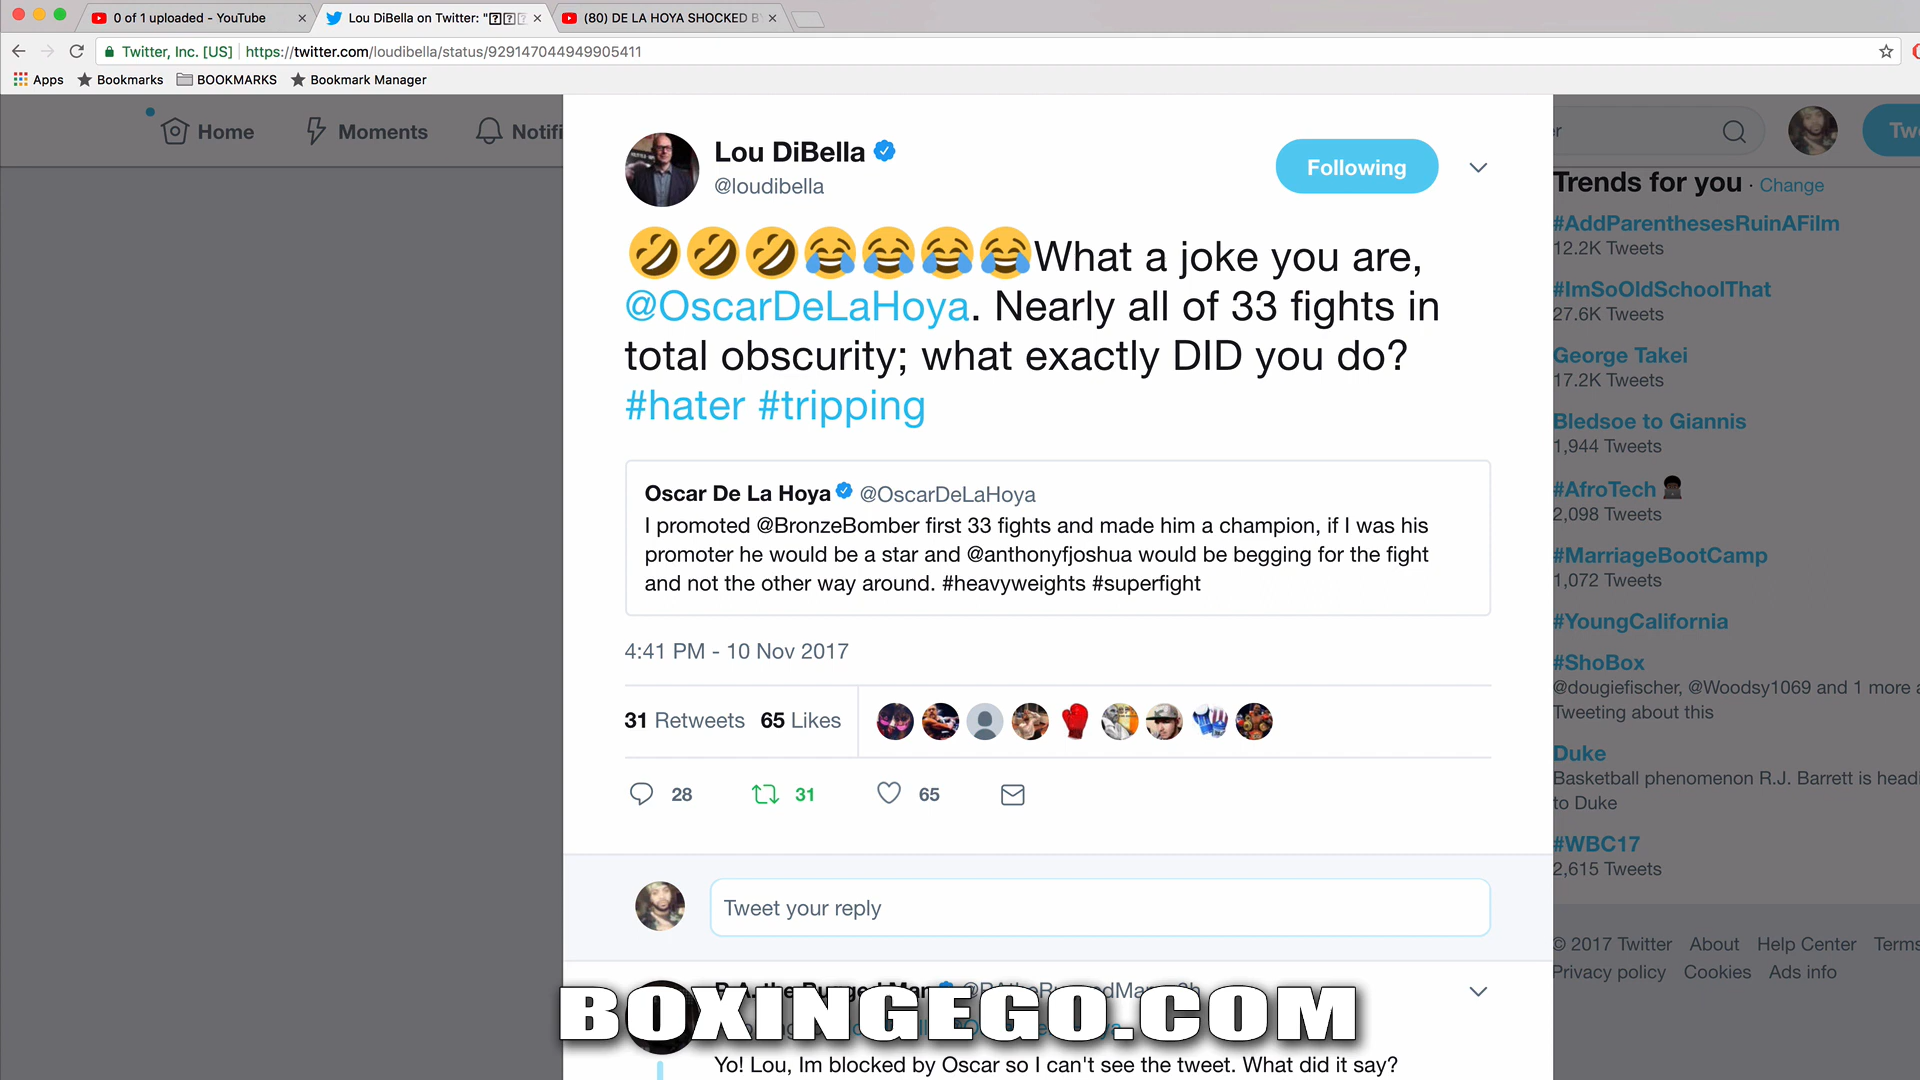 0 of 1 uploaded - YouTube
Lou DiBella on Twitter: "
(80) DE LA HOYA SHOCKED B
Twitter, Inc. [US] https://twitter.com/loudibella/status/929147044949905411
Apps Bookmarks BOOKMARKS Bookmark Manager
Home Moments Notifi
Twe
Lou DiBella
@loudibella
Following
🤣🤣🤣😂😂😂😂What a joke you are,
@OscarDeLaHoya. Nearly all of 33 fights in
total obscurity; what exactly DID you do?
#hater #tripping
Oscar De La Hoya @OscarDeLaHoya
I promoted @BronzeBomber first 33 fights and made him a champion, if I was his
promoter he would be a star and @anthonyfjoshua would be begging for the fight
and not the other way around. #heavyweights #superfight
4:41 PM - 10 Nov 2017
31 Retweets 65 Likes
28 31 65
Tweet your reply
Yo! Lou, Im blocked by Oscar so I can't see the tweet. What did it say?
BOXINGEGO.COM
Trends for you · Change
#AddParenthesesRuinAFilm
12.2K Tweets
#ImSoOldSchoolThat
27.6K Tweets
George Takei
17.2K Tweets
Bledsoe to Giannis
1,944 Tweets
#AfroTech
2,098 Tweets
#MarriageBootCamp
1,072 Tweets
#YoungCalifornia
#ShoBox
@dougiefischer, @Woodsy1069 and 1 more a
Tweeting about this
Duke
Basketball phenomenon R.J. Barrett is headi
to Duke
#WBC17
2,615 Tweets
© 2017 Twitter About Help Center Terms
Privacy policy Cookies Ads info